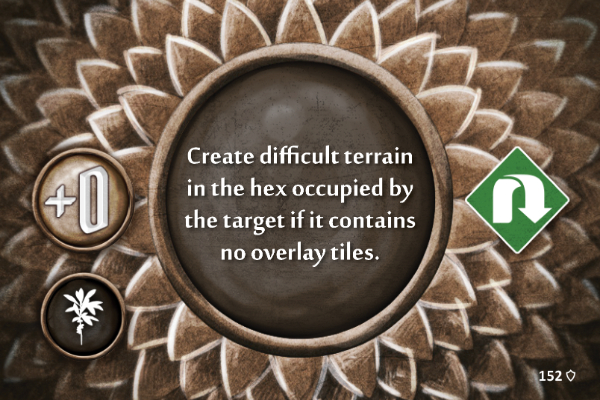 Create difficult terrain
in the hex occupied by
the target if it contains
no overlay tiles.
+0
152